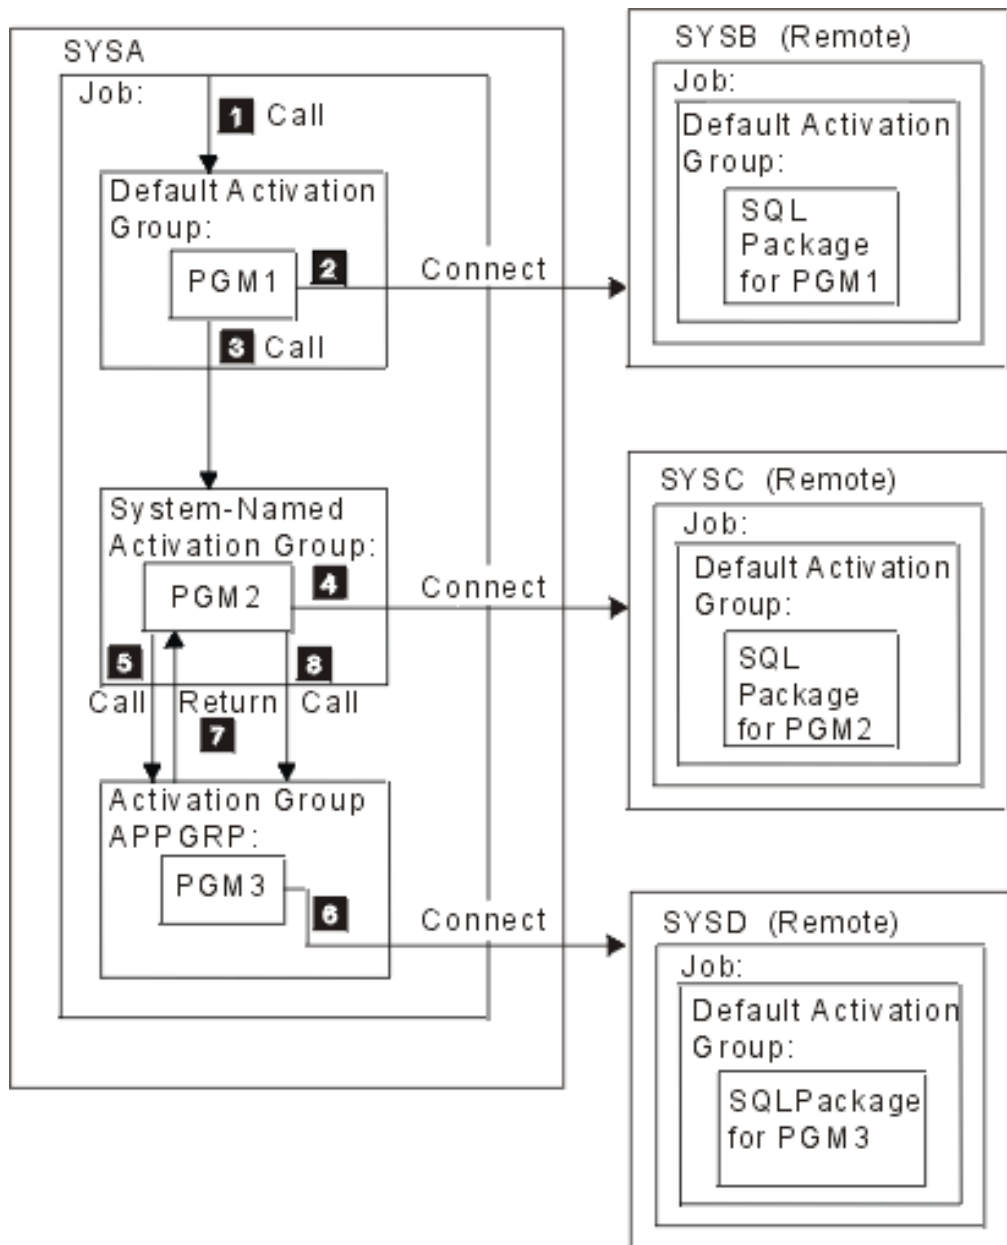 SYSA
Job:
1 Call
Default Activation
Group:
PGM1
2
Connect
3 Call
System-Named
Activation Group:
PGM2
4
Connect
5
8
Call
Return
Call
7
Activation Group
APPGRP:
PGM3
6
Connect
SYSB (Remote)
Job:
Default Activation
Group:
SQL
Package
for PGM1
SYSC (Remote)
Job:
Default Activation
Group:
SQL
Package
for PGM2
SYSD (Remote)
Job:
Default Activation
Group:
SQLPackage
for PGM3